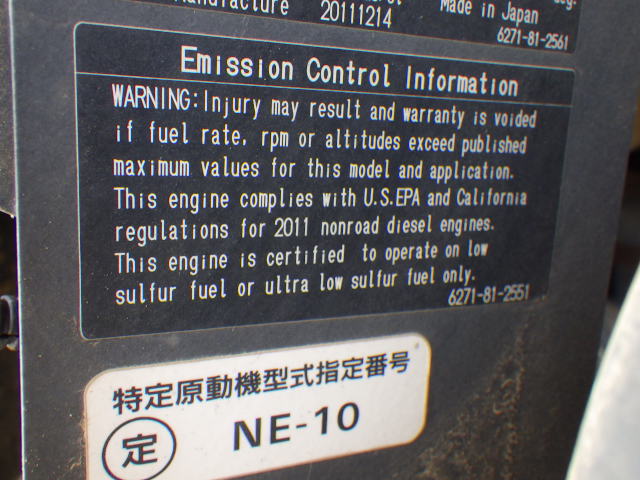 Manufacture 20111214
Made in Japan
6271-81-2561
Emission Control Information
WARNING:Injury may result and warranty is voided
if fuel rate, rpm or altitudes exceed published
maximum values for this model and application.
This engine complies with U.S.EPA and California
regulations for 2011 nonroad diesel engines.
This engine is certified to operate on low
sulfur fuel or ultra low sulfur fuel only.
6271-81-2551
特定原動機型式指定番号
定 NE-10